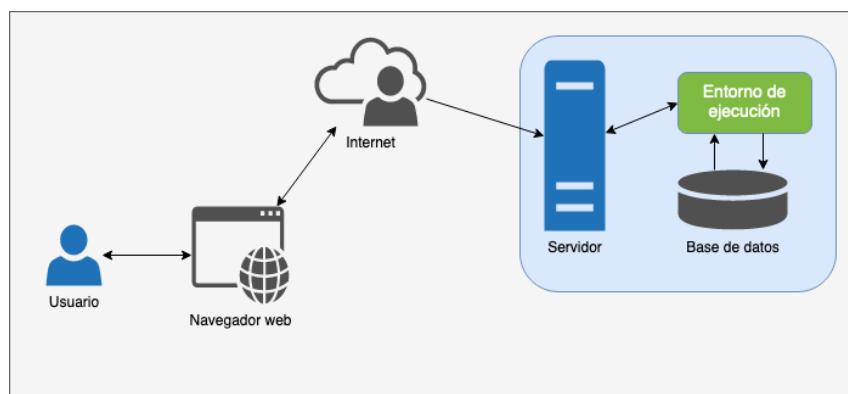 Entorno de
ejecución
Internet
Servidor
Base de datos
Usuario
Navegador web